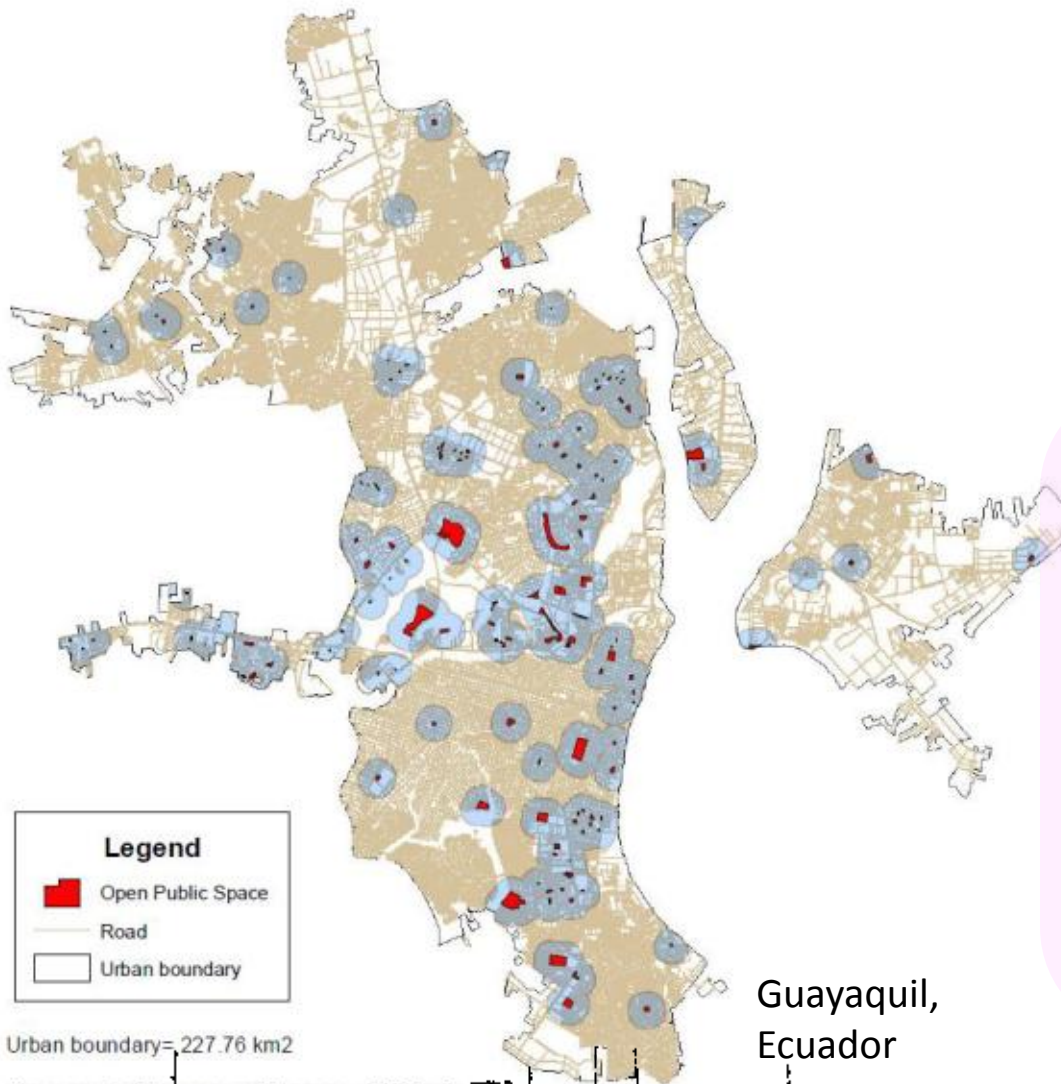 Legend
Open Public Space
Road
Urban boundary
Urban boundary= 227.76 km2
Guayaquil,
Ecuador